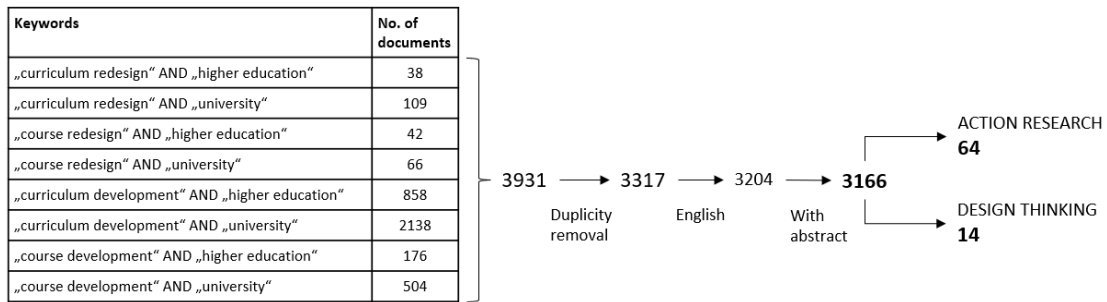 Keywords No. of
documents
„curriculum redesign“ AND „higher education“ 38
„curriculum redesign“ AND „university“ 109
„course redesign“ AND „higher education“ 42
„course redesign“ AND „university“ 66
„curriculum development“ AND „higher education“ 858
„curriculum development“ AND „university“ 2138
„course development“ AND „higher education“ 176
„course development“ AND „university“ 504
3931 3317 3204 3166
Duplicity
removal
English
With
abstract
ACTION RESEARCH
64
DESIGN THINKING
14